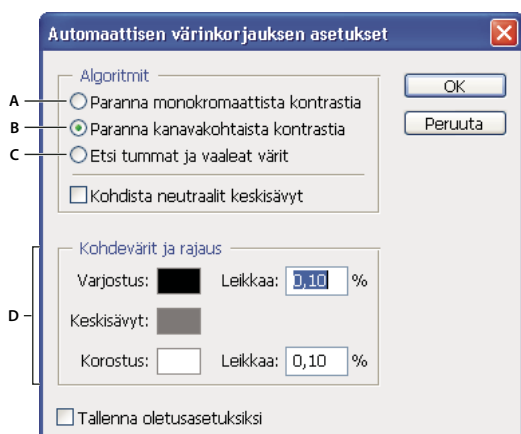 Automaattisen värinkorjauksen asetukset
Algoritmit
OK
A Paranna monokromaattista kontrastia
B Paranna kanavakohtaista kontrastia
Peruuta
C Etsi tummat ja vaaleat värit
Kohdista neutraalit keskisävyt
Kohdevärit ja rajaus
Varjostus: Leikkaa: 0,10 %
D Keskisävyt:
Korostus: Leikkaa: 0,10 %
Tallenna oletusasetuksiksi